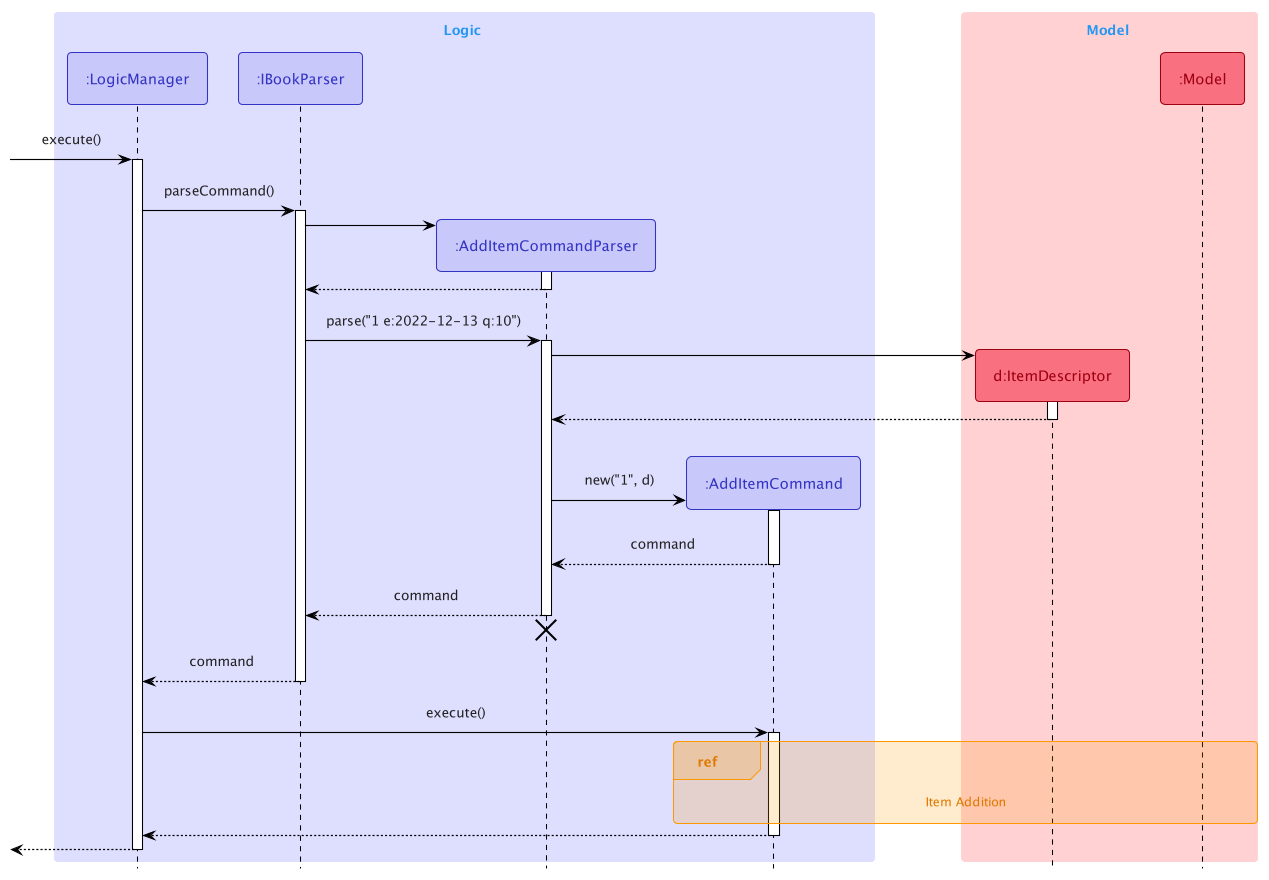 Logic
Model
:LogicManager
:IBookParser
:Model
execute()
parseCommand()
:AddItemCommandParser
parse("1 e:2022-12-13 q:10")
d:ItemDescriptor
new("1", d)
:AddItemCommand
command
command
command
execute()
ref
Item Addition